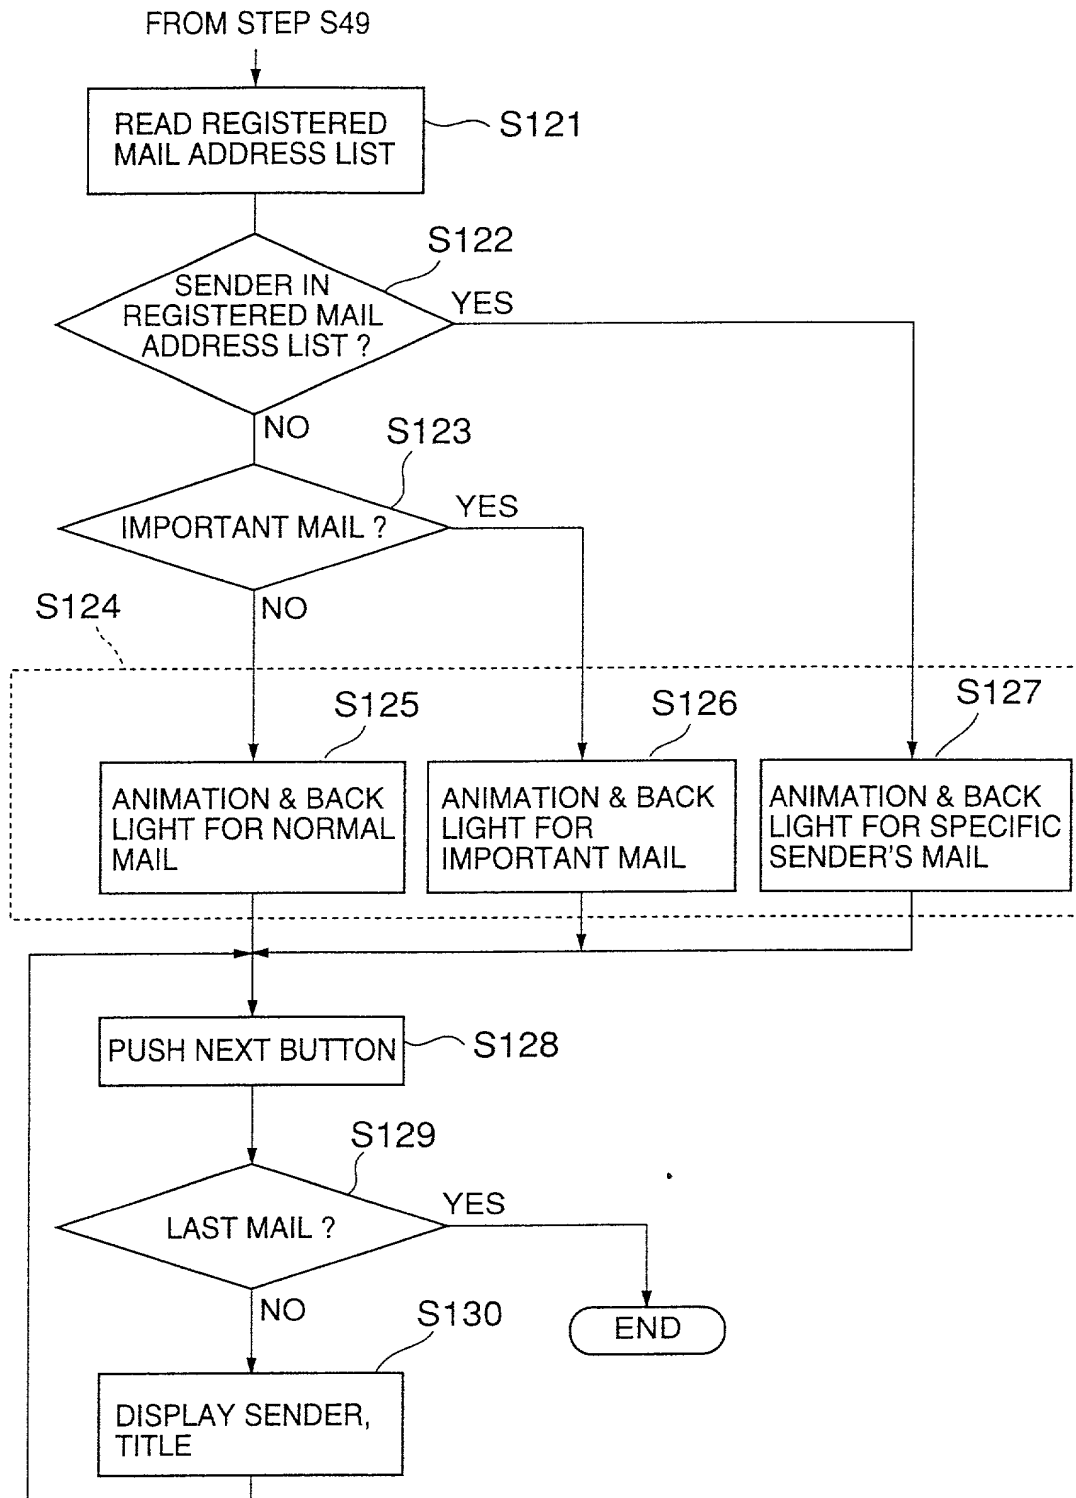 FROM STEP S49
READ REGISTERED
MAIL ADDRESS LIST
S121
S122
SENDER IN
REGISTERED MAIL
ADDRESS LIST ?
YES
NO
S123
IMPORTANT MAIL ?
YES
NO
S124
S125
S126
S127
ANIMATION & BACK
LIGHT FOR NORMAL
MAIL
ANIMATION & BACK
LIGHT FOR
IMPORTANT MAIL
ANIMATION & BACK
LIGHT FOR SPECIFIC
SENDER'S MAIL
PUSH NEXT BUTTON
S128
S129
LAST MAIL ?
YES
NO
END
S130
DISPLAY SENDER,
TITLE